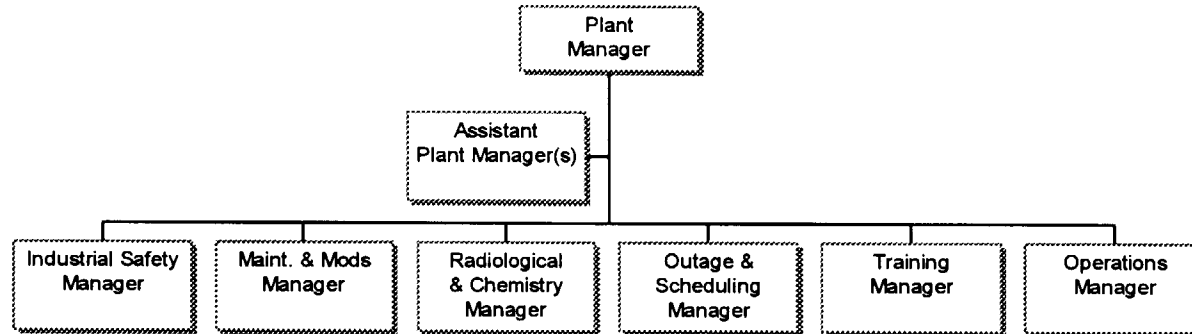 Plant
Manager
Assistant
Plant Manager(s)
Industrial Safety
Manager
Maint. & Mods
Manager
Radiological
& Chemistry
Manager
Outage &
Scheduling
Manager
Training
Manager
Operations
Manager